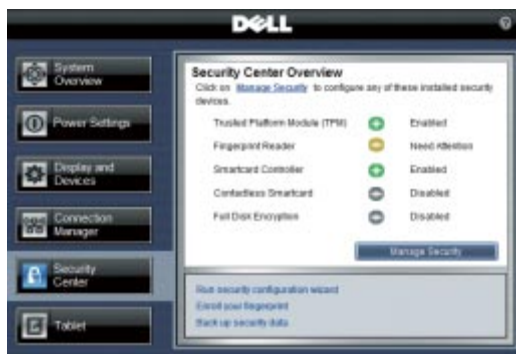 DELL
System
Overview
Power Settings
Display and
Devices
Connection
Manager
Security
Center
Tablet
Security Center Overview
Click on Manage Security to configure any of these installed security
devices.
Trusted Platform Module (TPM) Enabled
Fingerprint Reader Need Attention
Smartcard Controller Enabled
Contactless Smartcard Disabled
Full Disk Encryption Disabled
Manage Security
Run security configuration wizard
Enroll your fingerprint
Back up security data